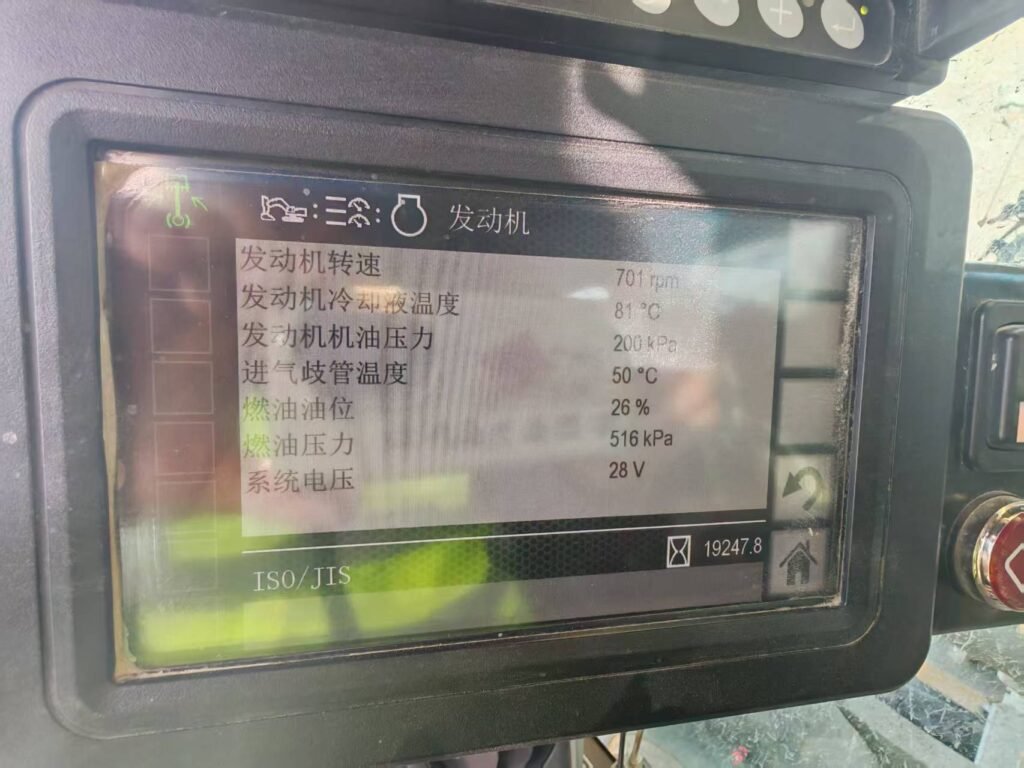 发动机
发动机转速 701 rpm
发动机冷却液温度 81 °C
发动机机油压力 200 kPa
进气歧管温度 50 °C
燃油油位 26 %
燃油压力 516 kPa
系统电压 28 V
19247.8
ISO/JIS